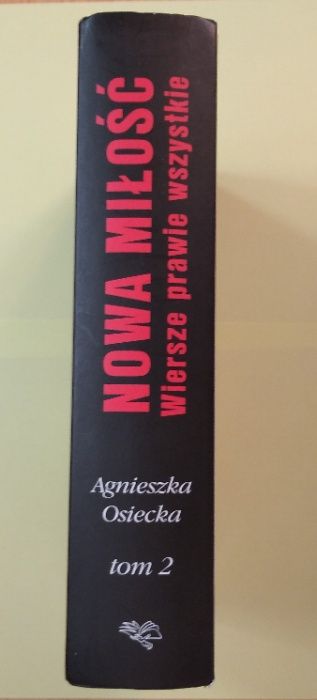 NOWA MIŁOŚĆ
Wiersze prawie wszystkie
Agnieszka
Osiecka
tom 2